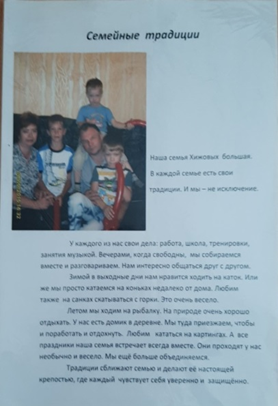 Семейные традиции
Наша семья Хижовых большая.
В каждой семье есть свои
традиции. И мы – не исключение.
У каждого из нас свои дела: работа, школа, тренировки,
занятия музыкой. Вечерами, когда свободны, мы собираемся
вместе и разговариваем. Нам интересно общаться друг с другом.
Зимой в выходные дни нам нравится ходить на каток. Или
же мы просто катаемся на коньках недалеко от дома. Любим
также на санках скатываться с горки. Это очень весело.
Летом мы ходим на рыбалку. На природе очень хорошо
отдыхать. У нас есть домик в деревне. Мы туда приезжаем, чтобы
и поработать и отдохнуть. Любим кататься на картингах. А все
праздники наша семья встречает всегда вместе. Они проходят у нас
необычно и весело. Мы ещё больше объединяемся.
Традиции сближают семью и делают её настоящей
крепостью, где каждый чувствует себя уверенно и защищённо.